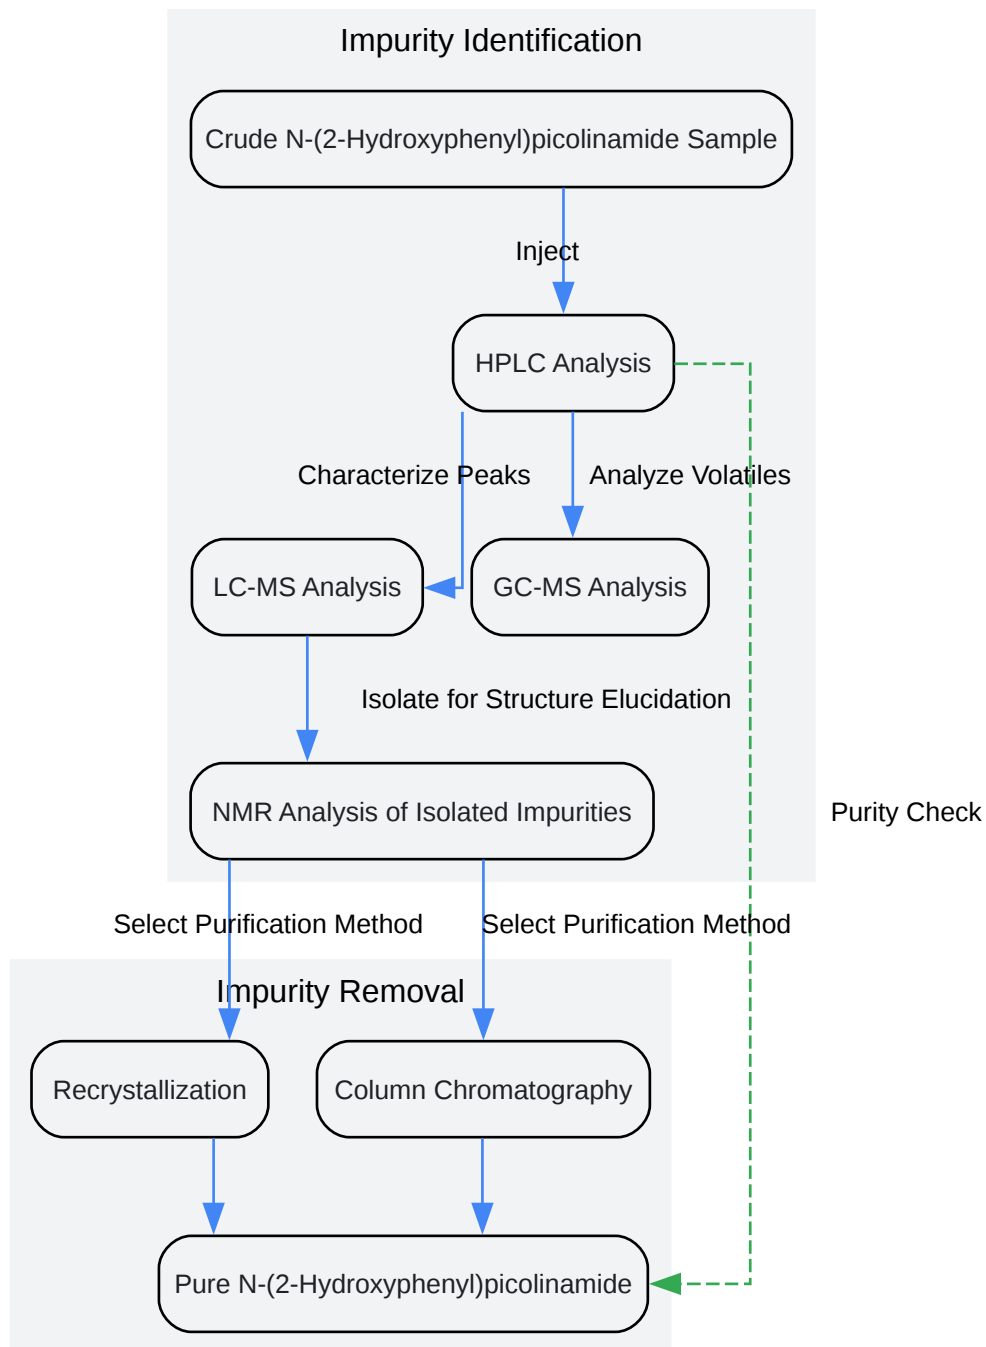 Impurity Identification
Crude N-(2-Hydroxyphenyl)picolinamide Sample
Inject
HPLC Analysis
Characterize Peaks
Analyze Volatiles
LC-MS Analysis
GC-MS Analysis
Isolate for Structure Elucidation
NMR Analysis of Isolated Impurities
Purity Check
Select Purification Method
Select Purification Method
Impurity Removal
Recrystallization
Column Chromatography
Pure N-(2-Hydroxyphenyl)picolinamide